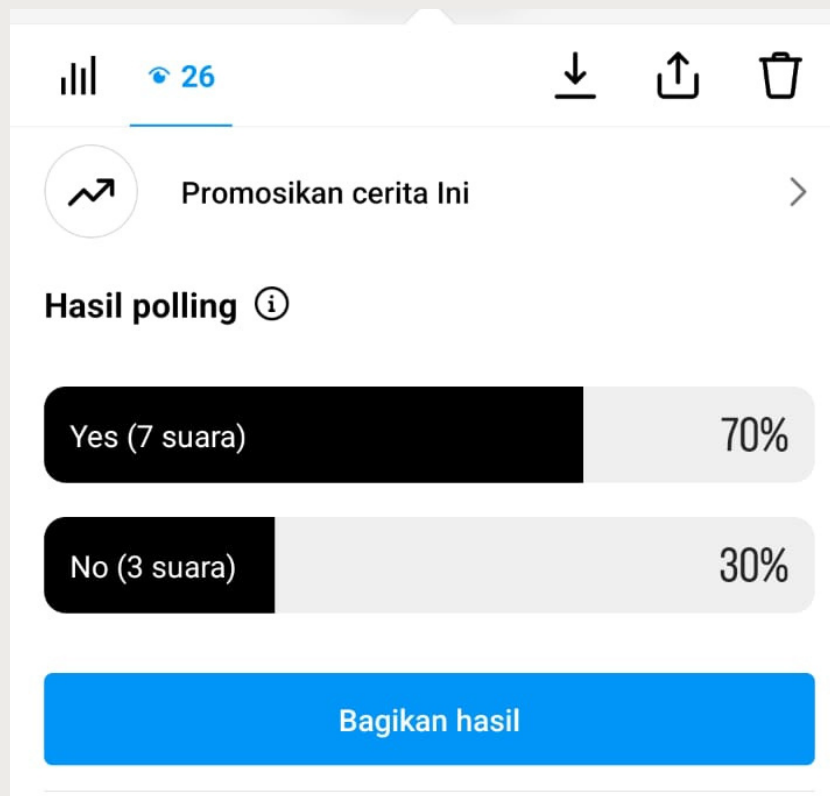 26
Promosikan cerita Ini
Hasil polling
Yes (7 suara) 70%
No (3 suara) 30%
Bagikan hasil